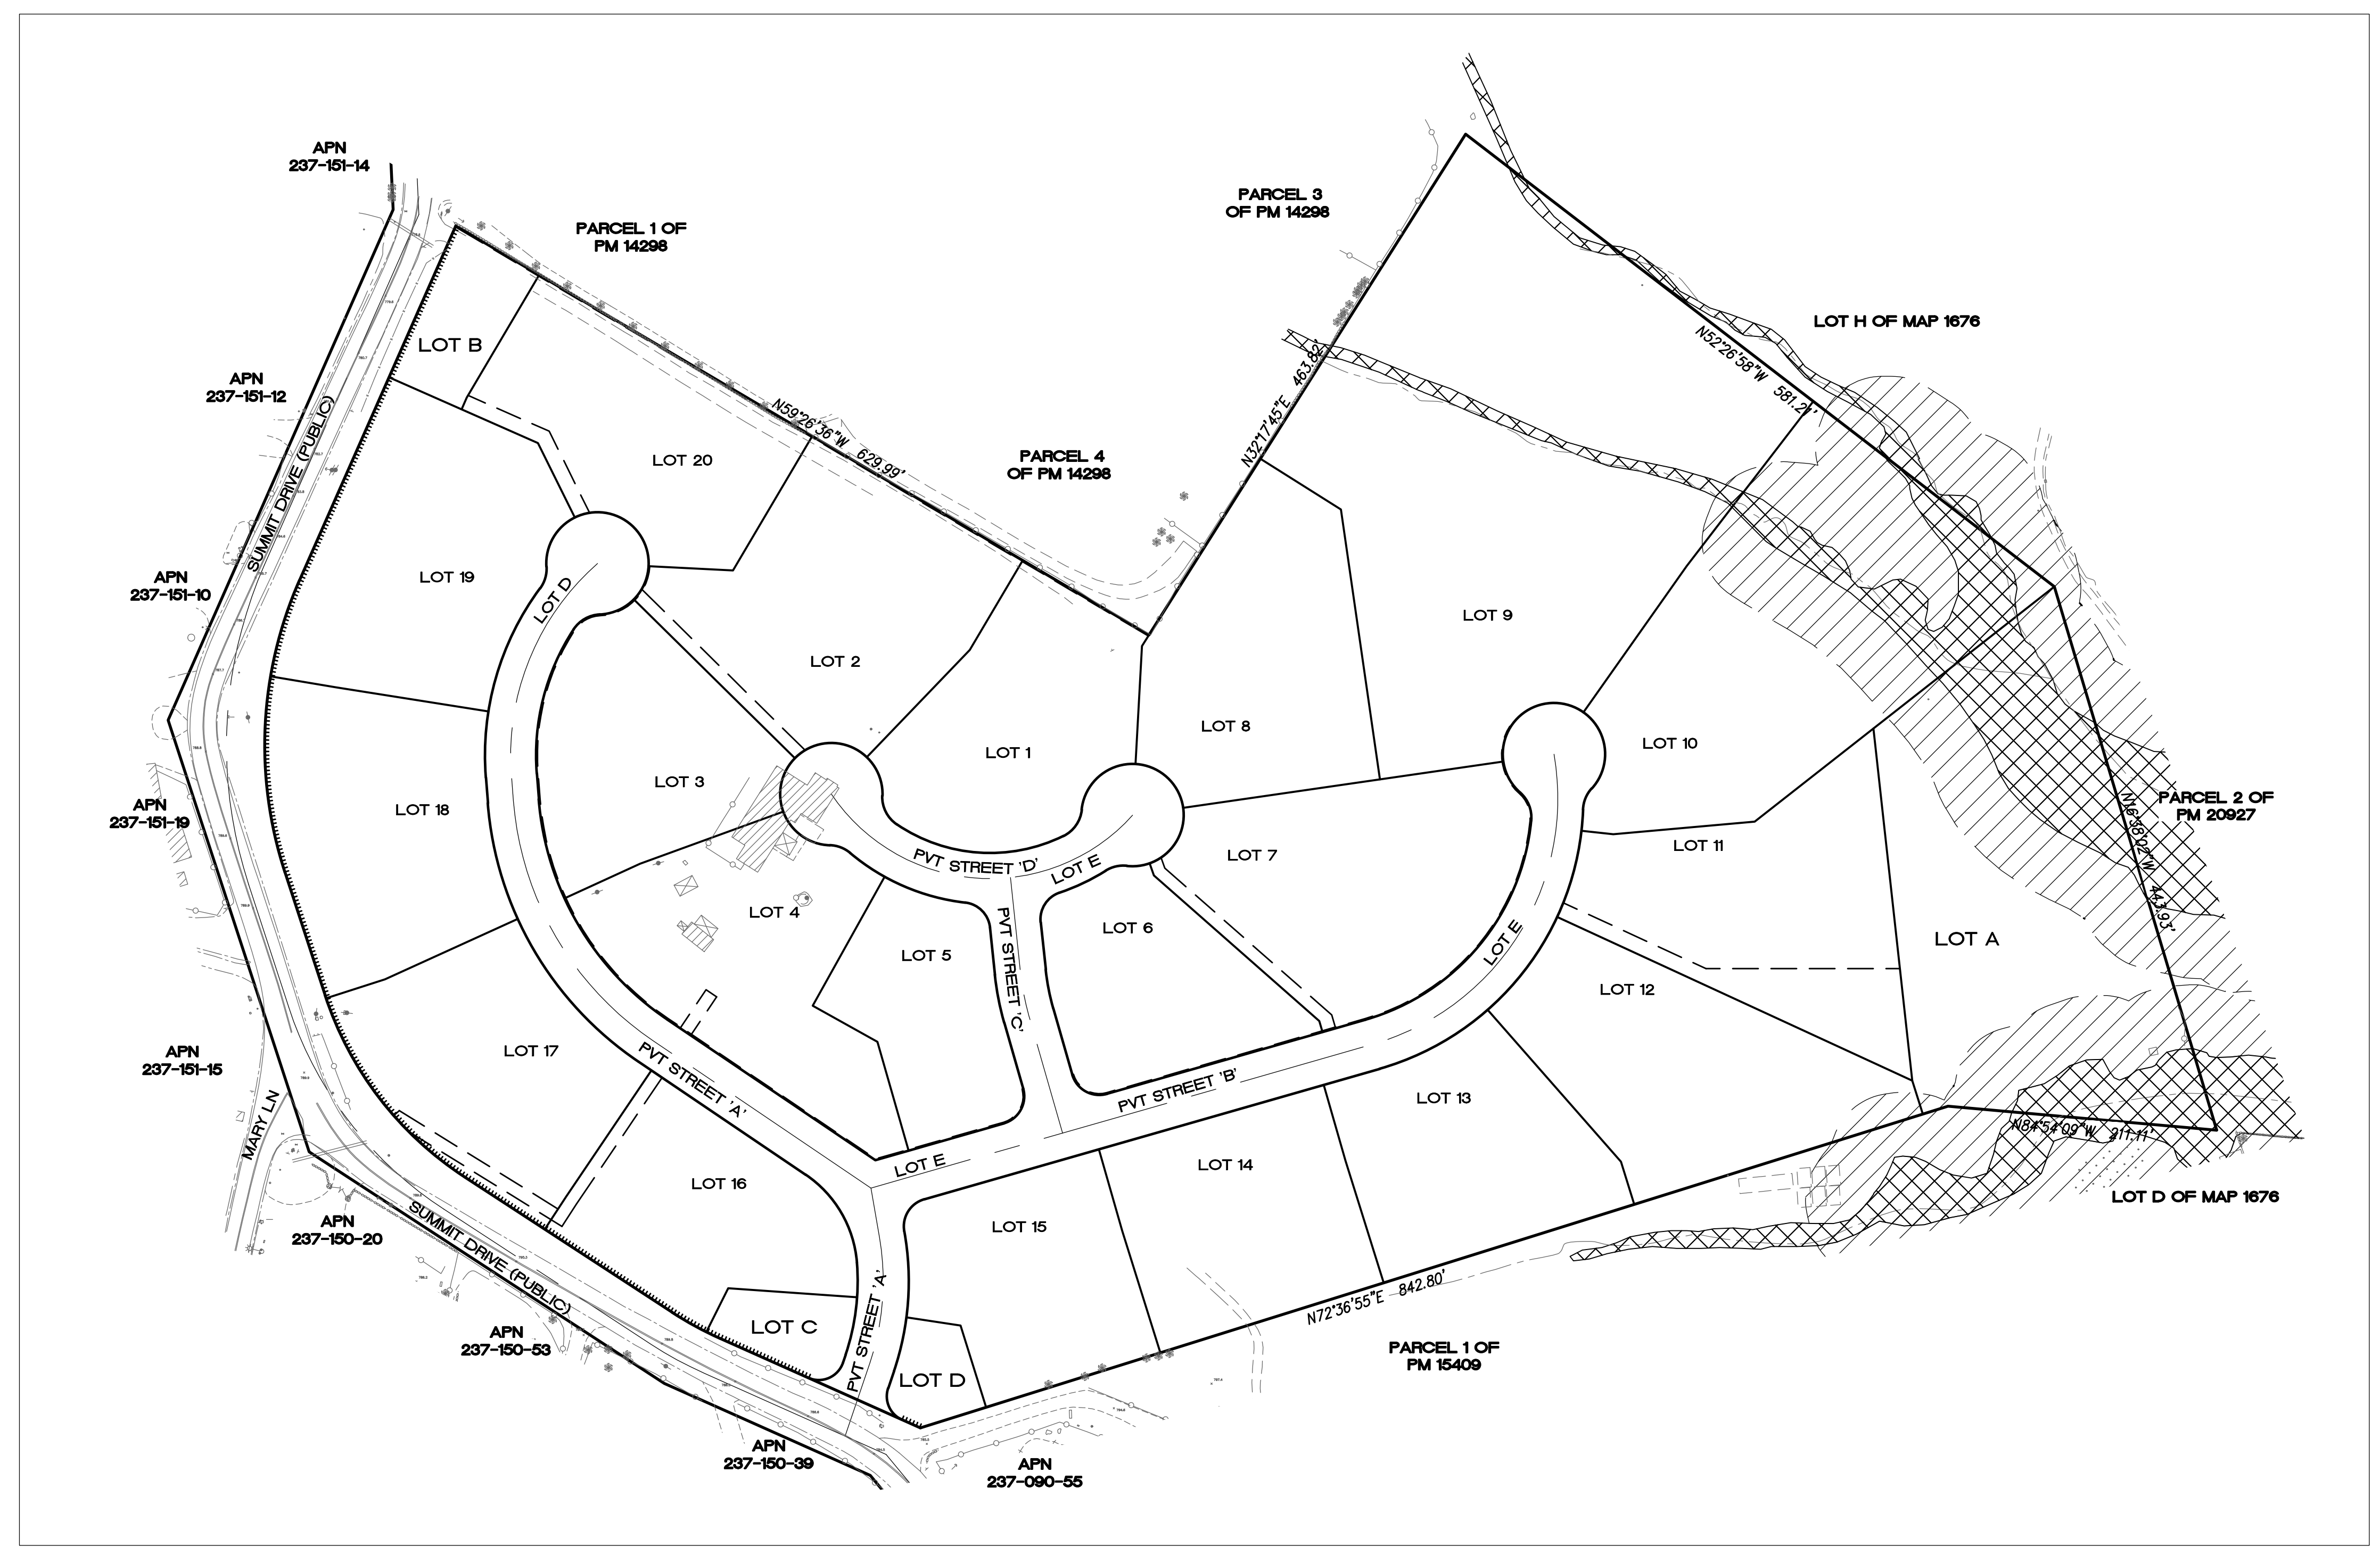 APN
237-151-14
PARCEL 1 OF
PM 14298
PARCEL 3
OF PM 14298
LOT H OF MAP 1676
LOT B
APN
237-151-12
SUMMIT DRIVE (PUBLIC)
N59°26'36"W 629.99'
N32°17'45"E 463.82'
N52°26'58"W 581.21'
LOT 20
PARCEL 4
OF PM 14298
APN
237-151-10
LOT 19
LOT D
LOT 9
LOT 2
LOT 8
LOT 1
LOT 10
LOT 3
APN
237-151-19
LOT 18
PARCEL 2 OF
PM 20927
N16°38'02"W 443.93'
PVT STREET 'D'
LOT E
LOT 7
LOT 11
LOT 4
LOT 5
PVT STREET 'C'
LOT 6
LOT E
LOT A
LOT 12
APN
237-151-15
LOT 17
PVT STREET 'A'
PVT STREET 'B'
LOT 13
MARY LN
N84°54'09"W 211.11'
LOT E
LOT 14
LOT 16
LOT D OF MAP 1676
APN
237-150-20
SUMMIT DRIVE (PUBLIC)
LOT 15
N72°36'55"E 842.80'
LOT C
PVT STREET 'A'
APN
237-150-53
PARCEL 1 OF
PM 15409
LOT D
APN
237-150-39
APN
237-090-55